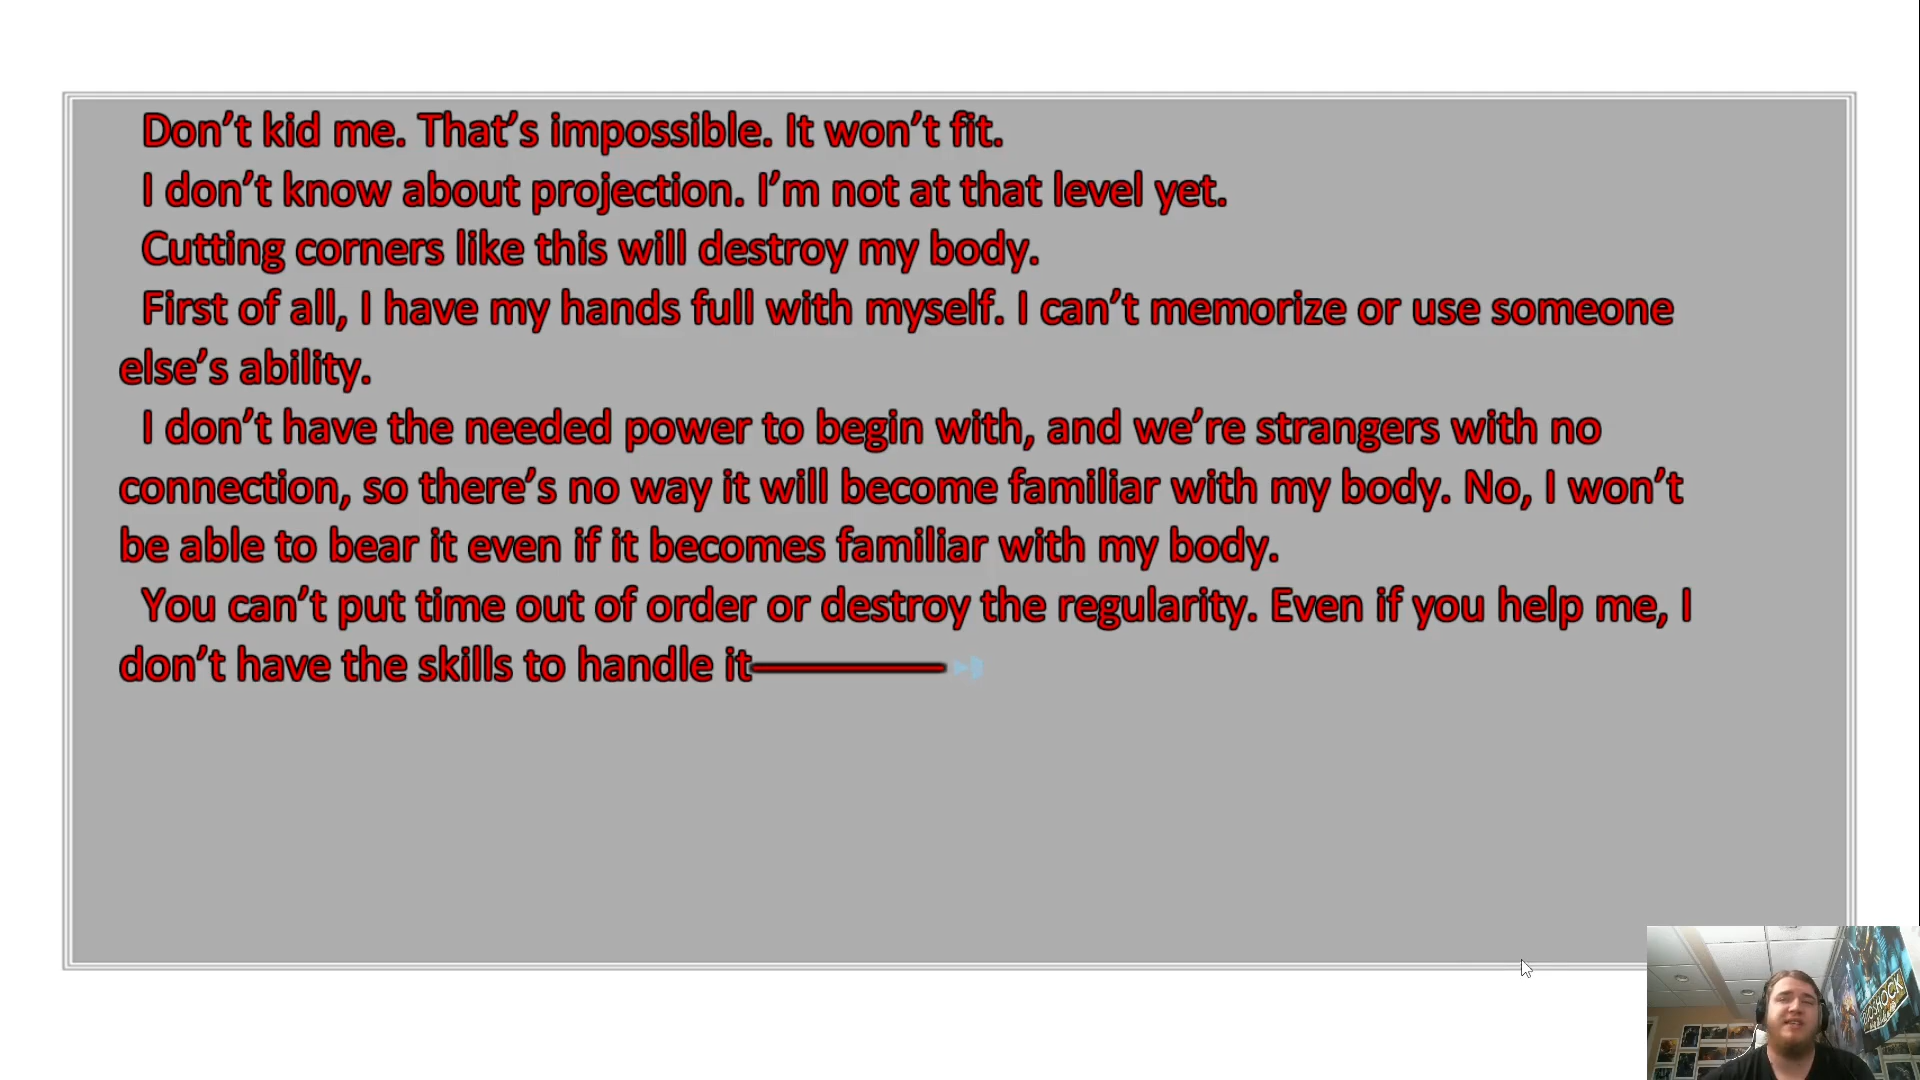 Don’t kid me. That’s impossible. It won’t fit.
I don’t know about projection. I’m not at that level yet.
Cutting corners like this will destroy my body.
First of all, I have my hands full with myself. I can’t memorize or use someone
else’s ability.
I don’t have the needed power to begin with, and we’re strangers with no
connection, so there’s no way it will become familiar with my body. No, I won’t
be able to bear it even if it becomes familiar with my body.
You can’t put time out of order or destroy the regularity. Even if you help me, I
don’t have the skills to handle it————
BIOSHOCK